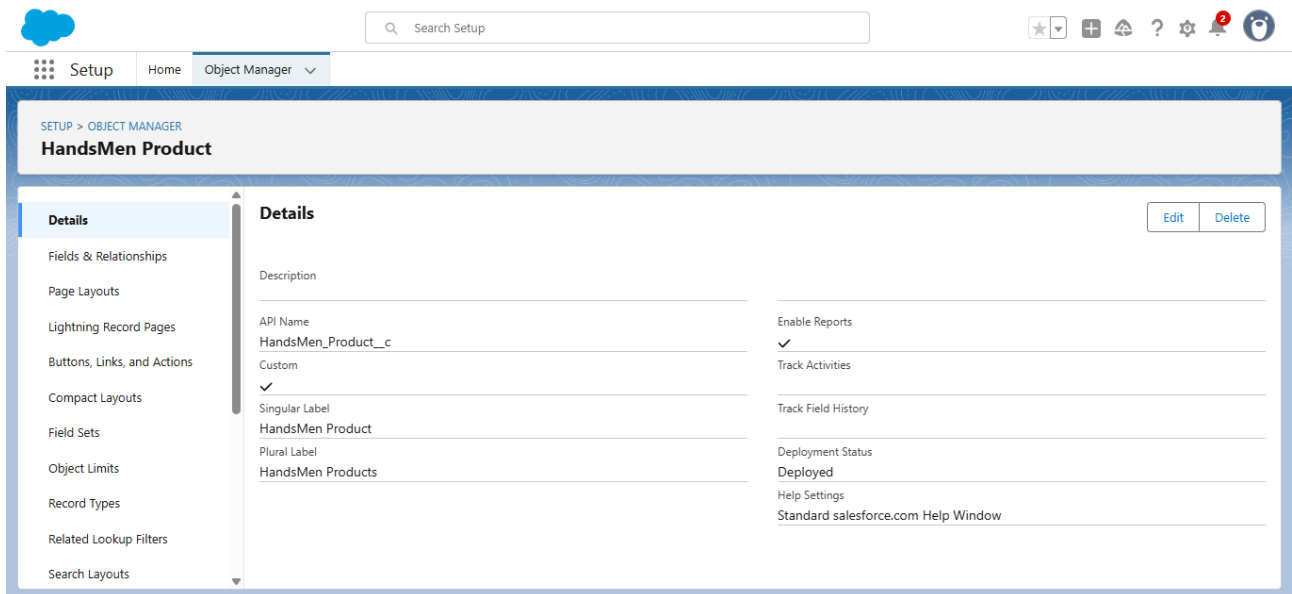 Search Setup
2
Setup
Home
Object Manager
SETUP > OBJECT MANAGER
HandsMen Product
Details
Fields & Relationships
Page Layouts
Lightning Record Pages
Buttons, Links, and Actions
Compact Layouts
Field Sets
Object Limits
Record Types
Related Lookup Filters
Search Layouts
Details
Edit
Delete
Description
API Name
HandsMen_Product__c
Custom
Singular Label
HandsMen Product
Plural Label
HandsMen Products
Enable Reports
Track Activities
Track Field History
Deployment Status
Deployed
Help Settings
Standard salesforce.com Help Window